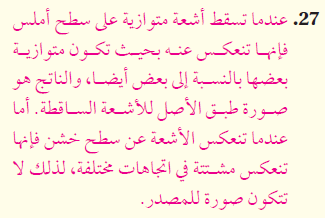 27. عندما تسقط أشعة متوازية على سطح أملس
فإنها تنعكس عنه بحيث تكون متوازية
بعضها بالنسبة إلى بعض أيضا، والناتج هو
صورة طبق الأصل للأشعة الساقطة. أما
عندما تنعكس الأشعة عن سطح خشن فإنها
تنعكس مشتتة في اتجاهات مختلفة، لذلك لا
تتكون صورة للمصدر.